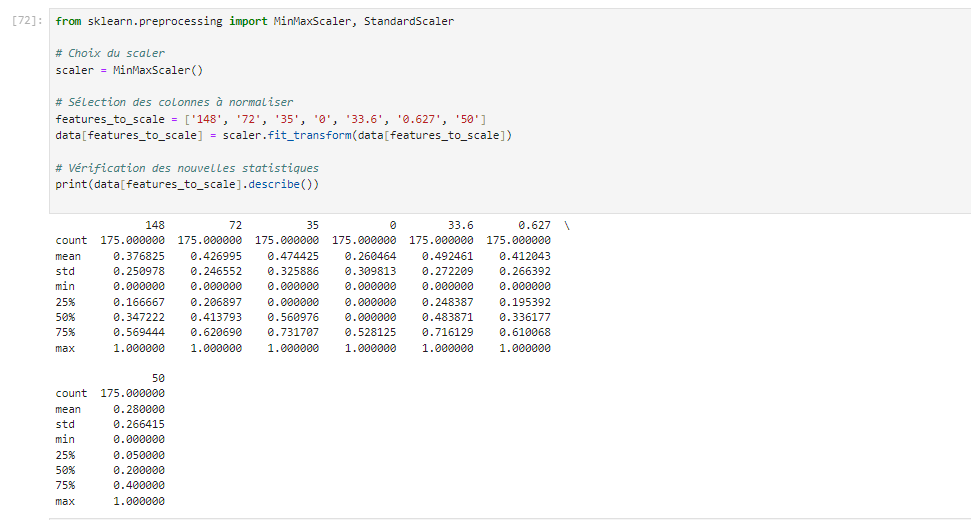 [72]: from sklearn.preprocessing import MinMaxScaler, StandardScaler
# Choix du scaler
scaler = MinMaxScaler()
# Sélection des colonnes à normaliser
features_to_scale = ['148', '72', '35', '0', '33.6', '0.627', '50']
data[features_to_scale] = scaler.fit_transform(data[features_to_scale])
# Vérification des nouvelles statistiques
print(data[features_to_scale].describe())
148 72 35 0 33.6 0.627 \
count 175.000000 175.000000 175.000000 175.000000 175.000000 175.000000
mean 0.376825 0.426995 0.474425 0.260464 0.492461 0.412043
std 0.250978 0.246552 0.325886 0.309813 0.272209 0.266392
min 0.000000 0.000000 0.000000 0.000000 0.000000 0.000000
25% 0.166667 0.206897 0.000000 0.000000 0.248387 0.195392
50% 0.347222 0.413793 0.560976 0.000000 0.483871 0.336177
75% 0.569444 0.620690 0.731707 0.528125 0.716129 0.610068
max 1.000000 1.000000 1.000000 1.000000 1.000000 1.000000
50
count 175.000000
mean 0.280000
std 0.266415
min 0.000000
25% 0.050000
50% 0.200000
75% 0.400000
max 1.000000